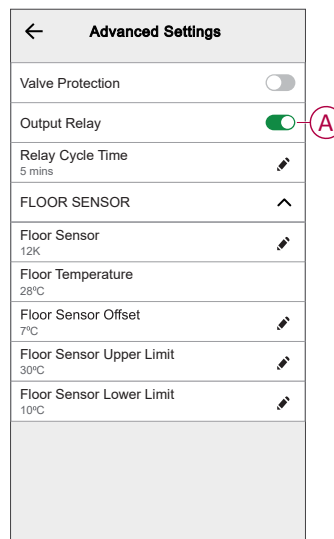 Advanced Settings
Valve Protection
Output Relay
A
Relay Cycle Time
5 mins
FLOOR SENSOR
Floor Sensor
12K
Floor Temperature
28ºC
Floor Sensor Offset
7ºC
Floor Sensor Upper Limit
30ºC
Floor Sensor Lower Limit
10ºC